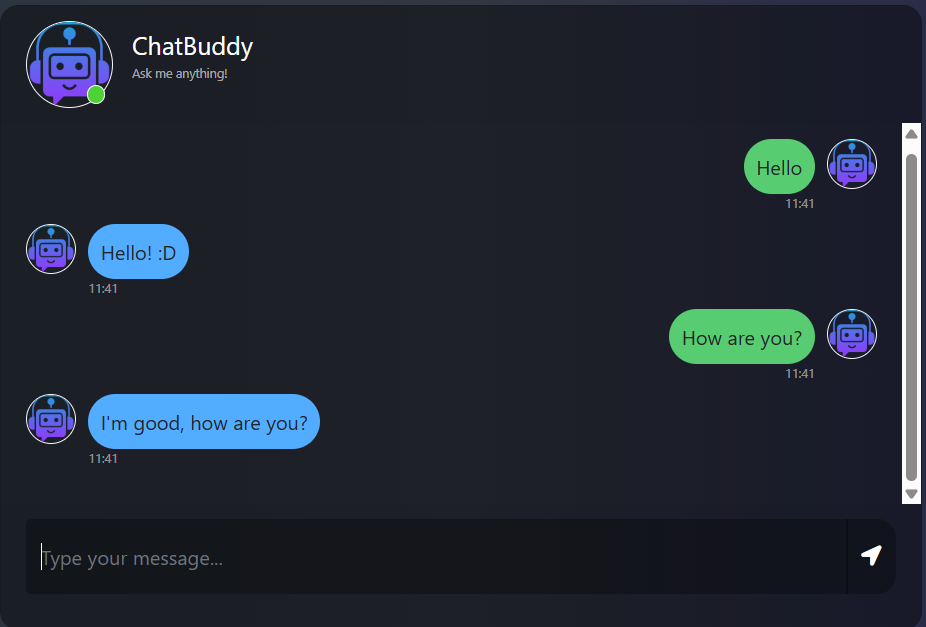 ChatBuddy
Ask me anything!
Hello
11:41
Hello! :D
11:41
How are you?
11:41
I'm good, how are you?
11:41
Type your message...